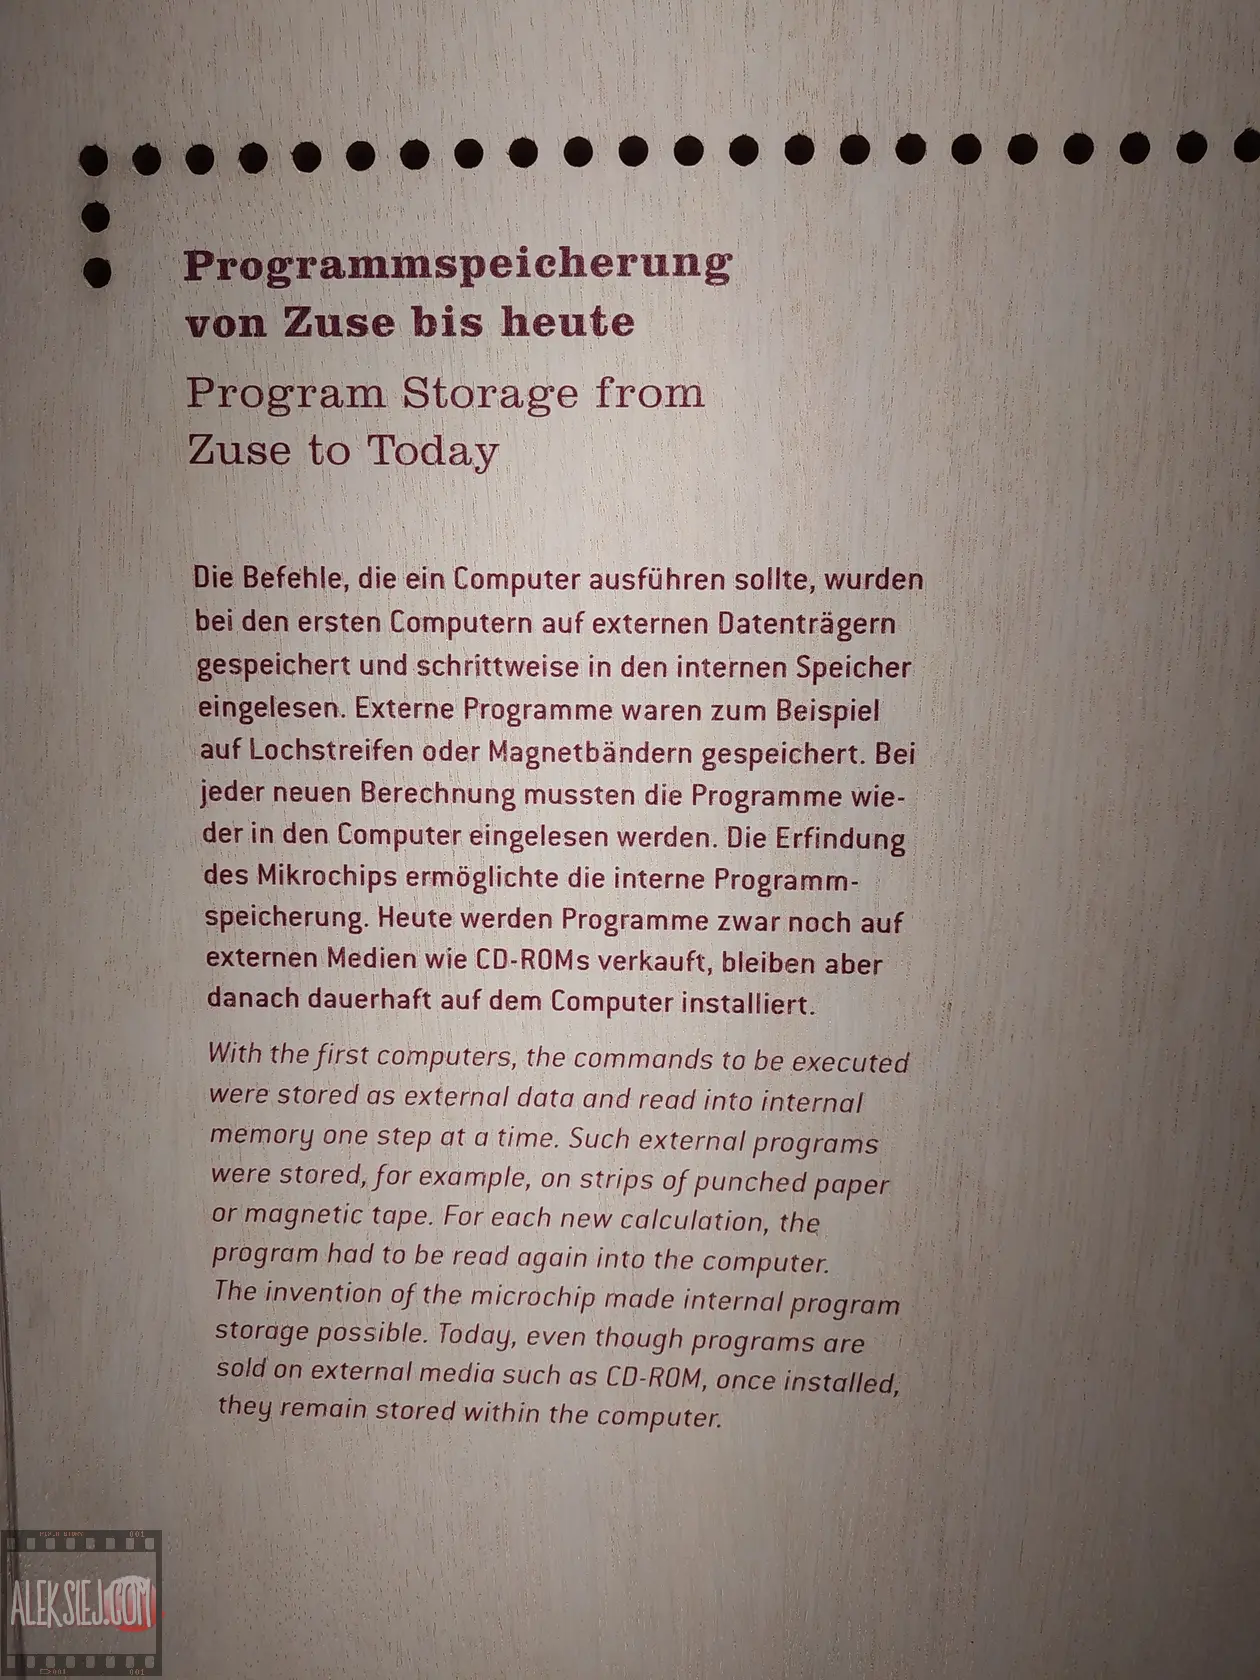 Programmspeicherung
von Zuse bis heute
Program Storage from
Zuse to Today
Die Befehle, die ein Computer ausführen sollte, wurden
bei den ersten Computern auf externen Datenträgern
gespeichert und schrittweise in den internen Speicher
eingelesen. Externe Programme waren zum Beispiel
auf Lochstreifen oder Magnetbändern gespeichert. Bei
jeder neuen Berechnung mussten die Programme wie-
der in den Computer eingelesen werden. Die Erfindung
des Mikrochips ermöglichte die interne Programm-
speicherung. Heute werden Programme zwar noch auf
externen Medien wie CD-ROMs verkauft, bleiben aber
danach dauerhaft auf dem Computer installiert.
With the first computers, the commands to be executed
were stored as external data and read into internal
memory one step at a time. Such external programs
were stored, for example, on strips of punched paper
or magnetic tape. For each new calculation, the
program had to be read again into the computer.
The invention of the microchip made internal program
storage possible. Today, even though programs are
sold on external media such as CD-ROM, once installed,
they remain stored within the computer.
001
ALEKSIEJ.COM
001